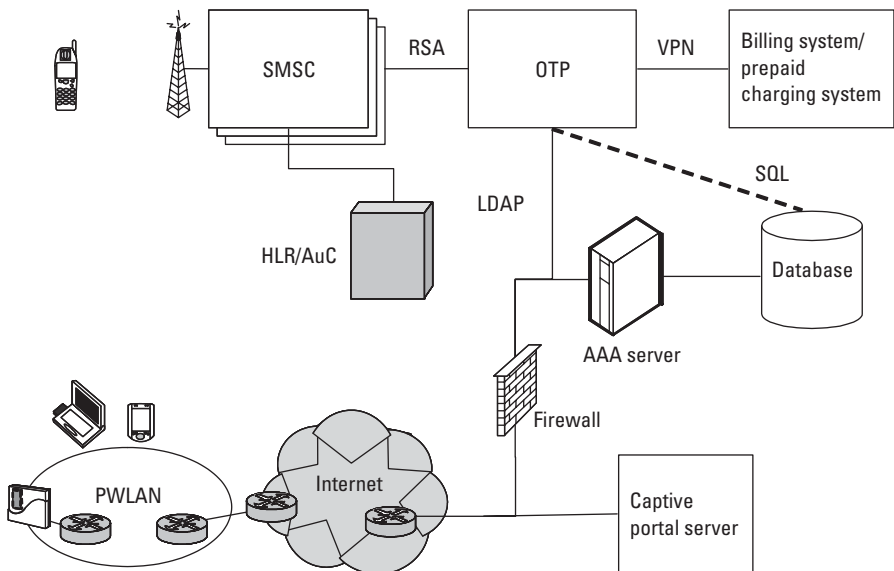 SMSC
RSA
OTP
VPN
Billing system/
prepaid
charging system
SQL
LDAP
HLR/AuC
Database
AAA server
Firewall
PWLAN
Internet
Captive
portal server